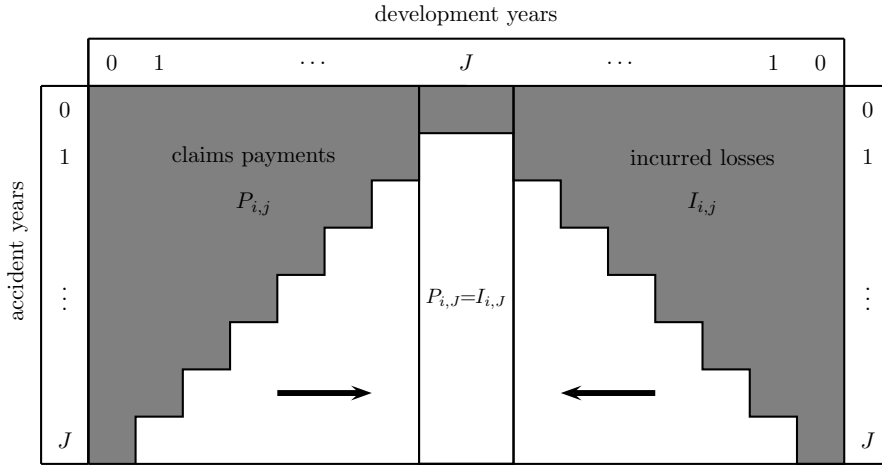 development years
0 1 ⋯ J ⋯ 1 0
0 0
1 claims payments incurred losses 1
P_{i,j} I_{i,j}
accident years
⋮ P_{i,J}=I_{i,J} ⋮
J J